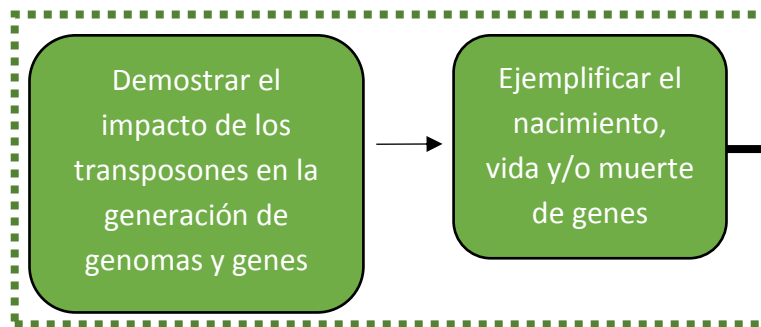 Demostrar el
impacto de los
transposones en la
generación de
genomas y genes
Ejemplificar el
nacimiento,
vida y/o muerte
de genes